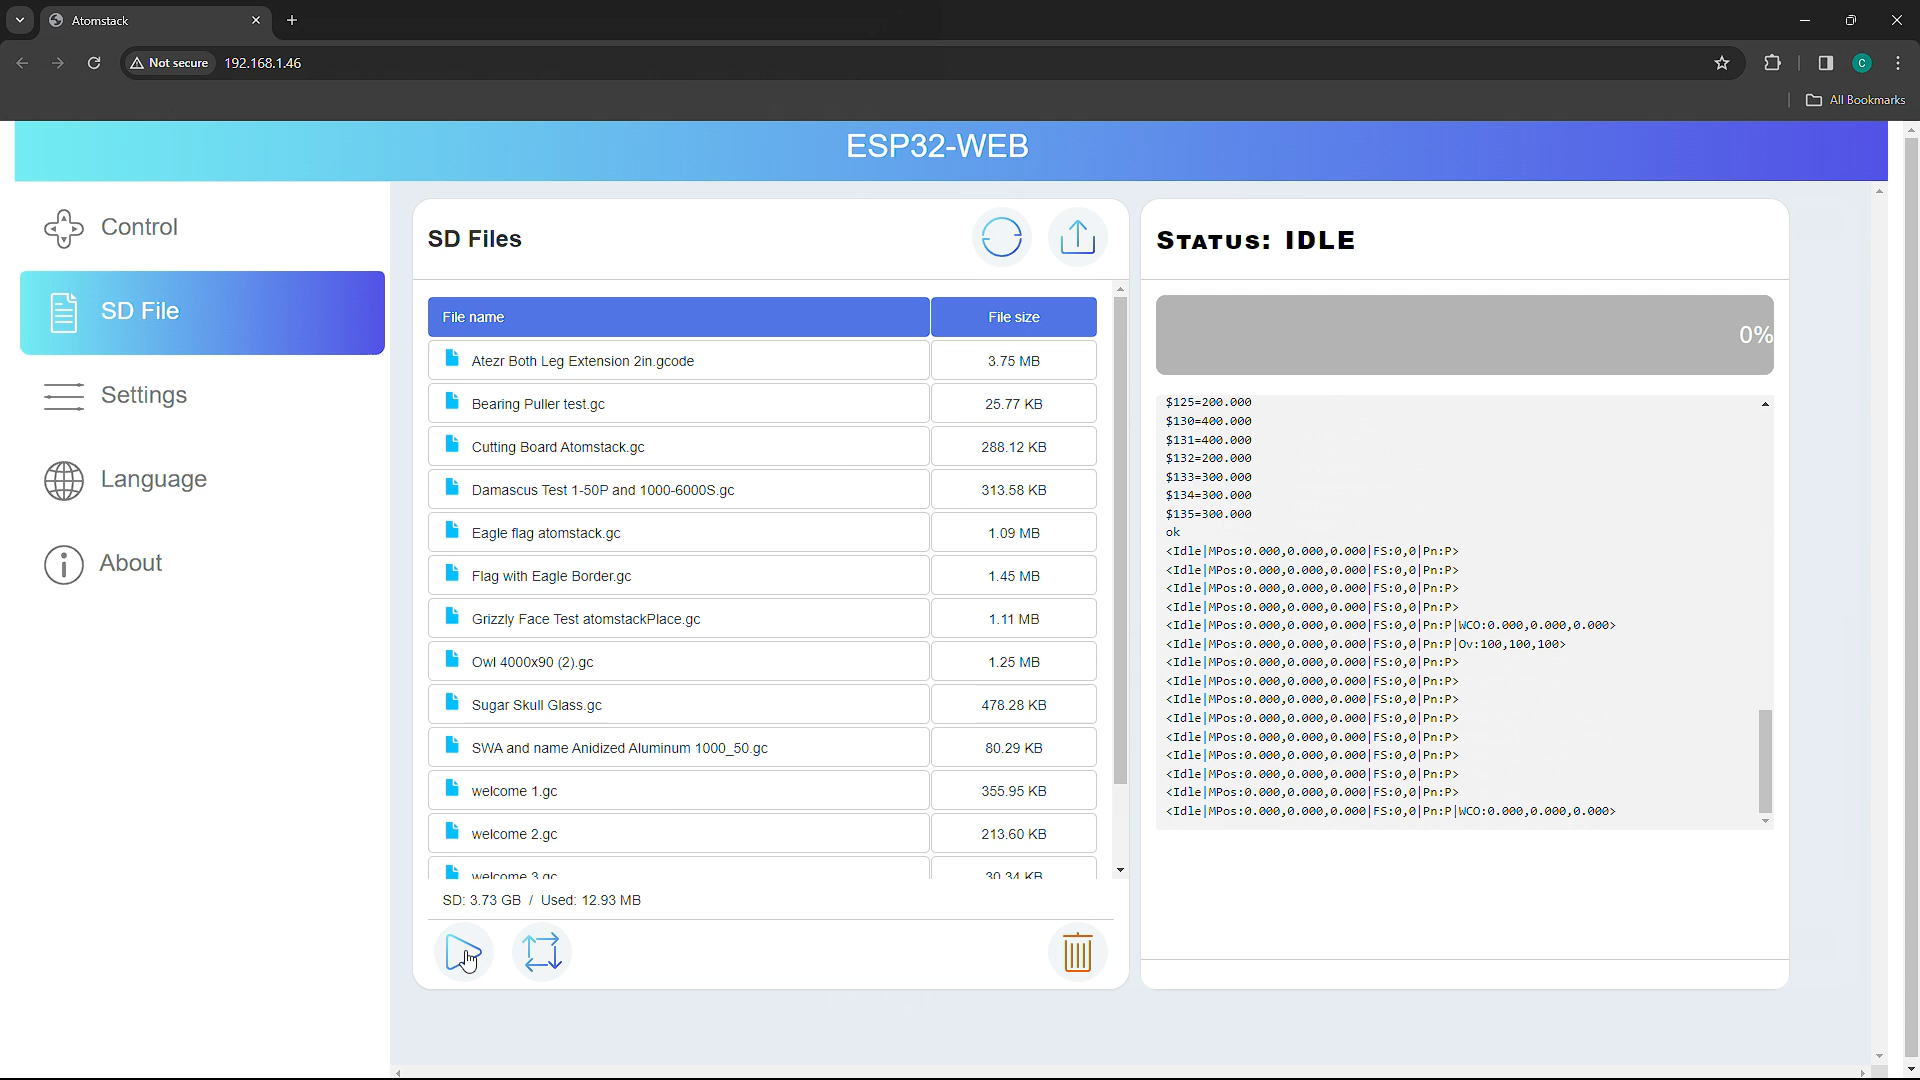 Atomstack
Not secure 192.168.1.46
C
All Bookmarks
ESP32-WEB
Control
SD File
Settings
Language
About
SD Files
File name File size
Atezr Both Leg Extension 2in.gcode 3.75 MB
Bearing Puller test.gc 25.77 KB
Cutting Board Atomstack.gc 288.12 KB
Damascus Test 1-50P and 1000-6000S.gc 313.58 KB
Eagle flag atomstack.gc 1.09 MB
Flag with Eagle Border.gc 1.45 MB
Grizzly Face Test atomstackPlace.gc 1.11 MB
Owl 4000x90 (2).gc 1.25 MB
Sugar Skull Glass.gc 478.28 KB
SWA and name Anidized Aluminum 1000_50.gc 80.29 KB
welcome 1.gc 355.95 KB
welcome 2.gc 213.60 KB
welcome 3.gc 30.34 KB
SD: 3.73 GB / Used: 12.93 MB
Status: IDLE
0%
$125=200.000
$130=400.000
$131=400.000
$132=200.000
$133=300.000
$134=300.000
$135=300.000
ok
<Idle|MPos:0.000,0.000,0.000|FS:0,0|Pn:P>
<Idle|MPos:0.000,0.000,0.000|FS:0,0|Pn:P>
<Idle|MPos:0.000,0.000,0.000|FS:0,0|Pn:P>
<Idle|MPos:0.000,0.000,0.000|FS:0,0|Pn:P>
<Idle|MPos:0.000,0.000,0.000|FS:0,0|Pn:P|WCO:0.000,0.000,0.000>
<Idle|MPos:0.000,0.000,0.000|FS:0,0|Pn:P|Ov:100,100,100>
<Idle|MPos:0.000,0.000,0.000|FS:0,0|Pn:P>
<Idle|MPos:0.000,0.000,0.000|FS:0,0|Pn:P>
<Idle|MPos:0.000,0.000,0.000|FS:0,0|Pn:P>
<Idle|MPos:0.000,0.000,0.000|FS:0,0|Pn:P>
<Idle|MPos:0.000,0.000,0.000|FS:0,0|Pn:P>
<Idle|MPos:0.000,0.000,0.000|FS:0,0|Pn:P>
<Idle|MPos:0.000,0.000,0.000|FS:0,0|Pn:P>
<Idle|MPos:0.000,0.000,0.000|FS:0,0|Pn:P>
<Idle|MPos:0.000,0.000,0.000|FS:0,0|Pn:P|WCO:0.000,0.000,0.000>